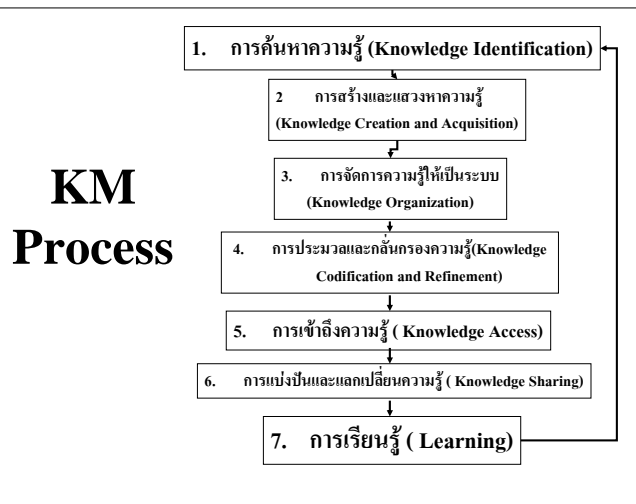 1. การค้นหาความรู้ (Knowledge Identification)
2 การสร้างและแสวงหาความรู้
(Knowledge Creation and Acquisition)
3. การจัดการความรู้ให้เป็นระบบ
(Knowledge Organization)
KM
Process
4. การประมวลและกลั่นกรองความรู้(Knowledge
Codification and Refinement)
5. การเข้าถึงความรู้ ( Knowledge Access)
6. การแบ่งปันและแลกเปลี่ยนความรู้ ( Knowledge Sharing)
7. การเรียนรู้ ( Learning)